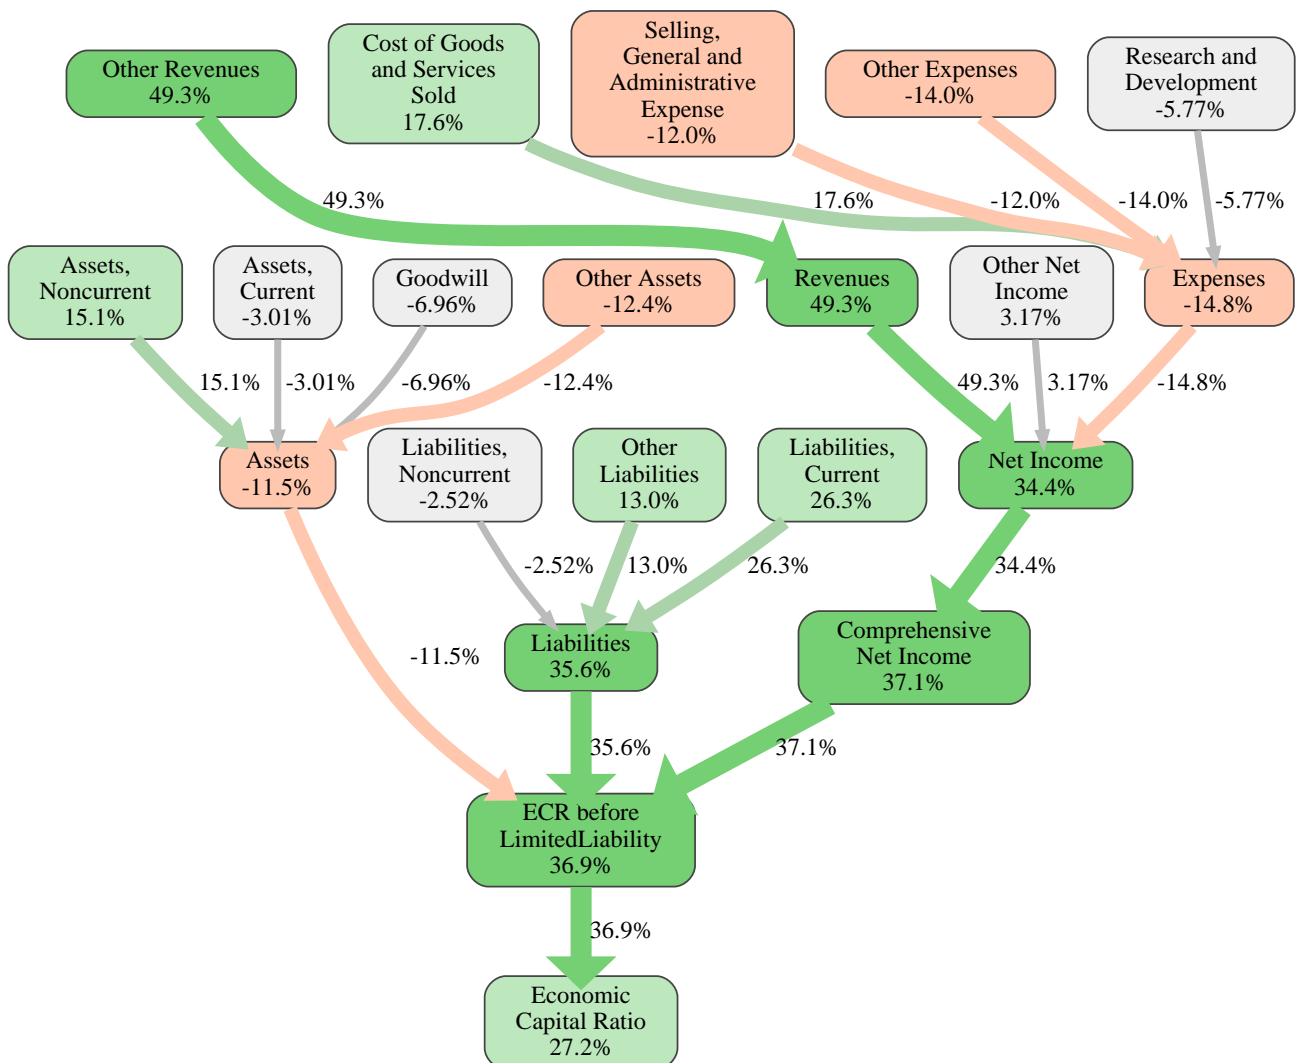 Other Revenues
49.3%
Cost of Goods
and Services
Sold
17.6%
Selling,
General and
Administrative
Expense
-12.0%
Other Expenses
-14.0%
Research and
Development
-5.77%
49.3%
17.6%
-12.0%
-14.0%
-5.77%
Assets,
Noncurrent
15.1%
Assets,
Current
-3.01%
Goodwill
-6.96%
Other Assets
-12.4%
Revenues
49.3%
Other Net
Income
3.17%
Expenses
-14.8%
15.1%
-3.01%
-6.96%
-12.4%
49.3%
3.17%
-14.8%
Assets
-11.5%
Liabilities,
Noncurrent
-2.52%
Other
Liabilities
13.0%
Liabilities,
Current
26.3%
Net Income
34.4%
-2.52%
13.0%
26.3%
34.4%
-11.5%
Liabilities
35.6%
Comprehensive
Net Income
37.1%
35.6%
37.1%
ECR before
LimitedLiability
36.9%
36.9%
Economic
Capital Ratio
27.2%